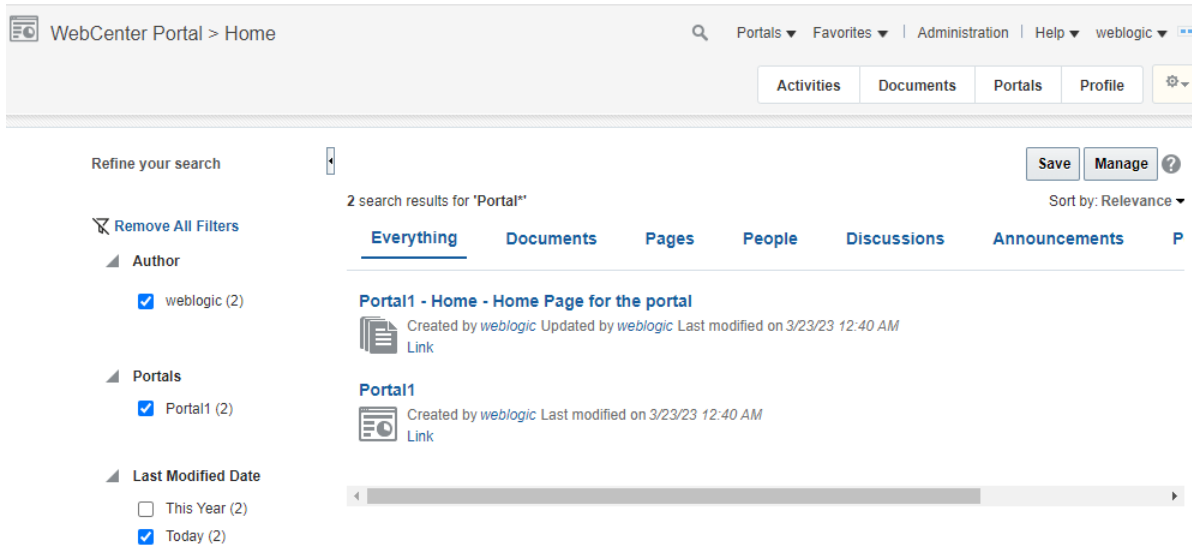 WebCenter Portal > Home
Portals Favorites Administration Help weblogic
Activities Documents Portals Profile
Refine your search
Save Manage
2 search results for 'Portal*'
Sort by: Relevance
Remove All Filters
Everything Documents Pages People Discussions Announcements P
Author
weblogic (2)
Portal1 - Home - Home Page for the portal
Created by weblogic Updated by weblogic Last modified on 3/23/23 12:40 AM
Link
Portals
Portal1 (2)
Portal1
Created by weblogic Last modified on 3/23/23 12:40 AM
Link
Last Modified Date
This Year (2)
Today (2)